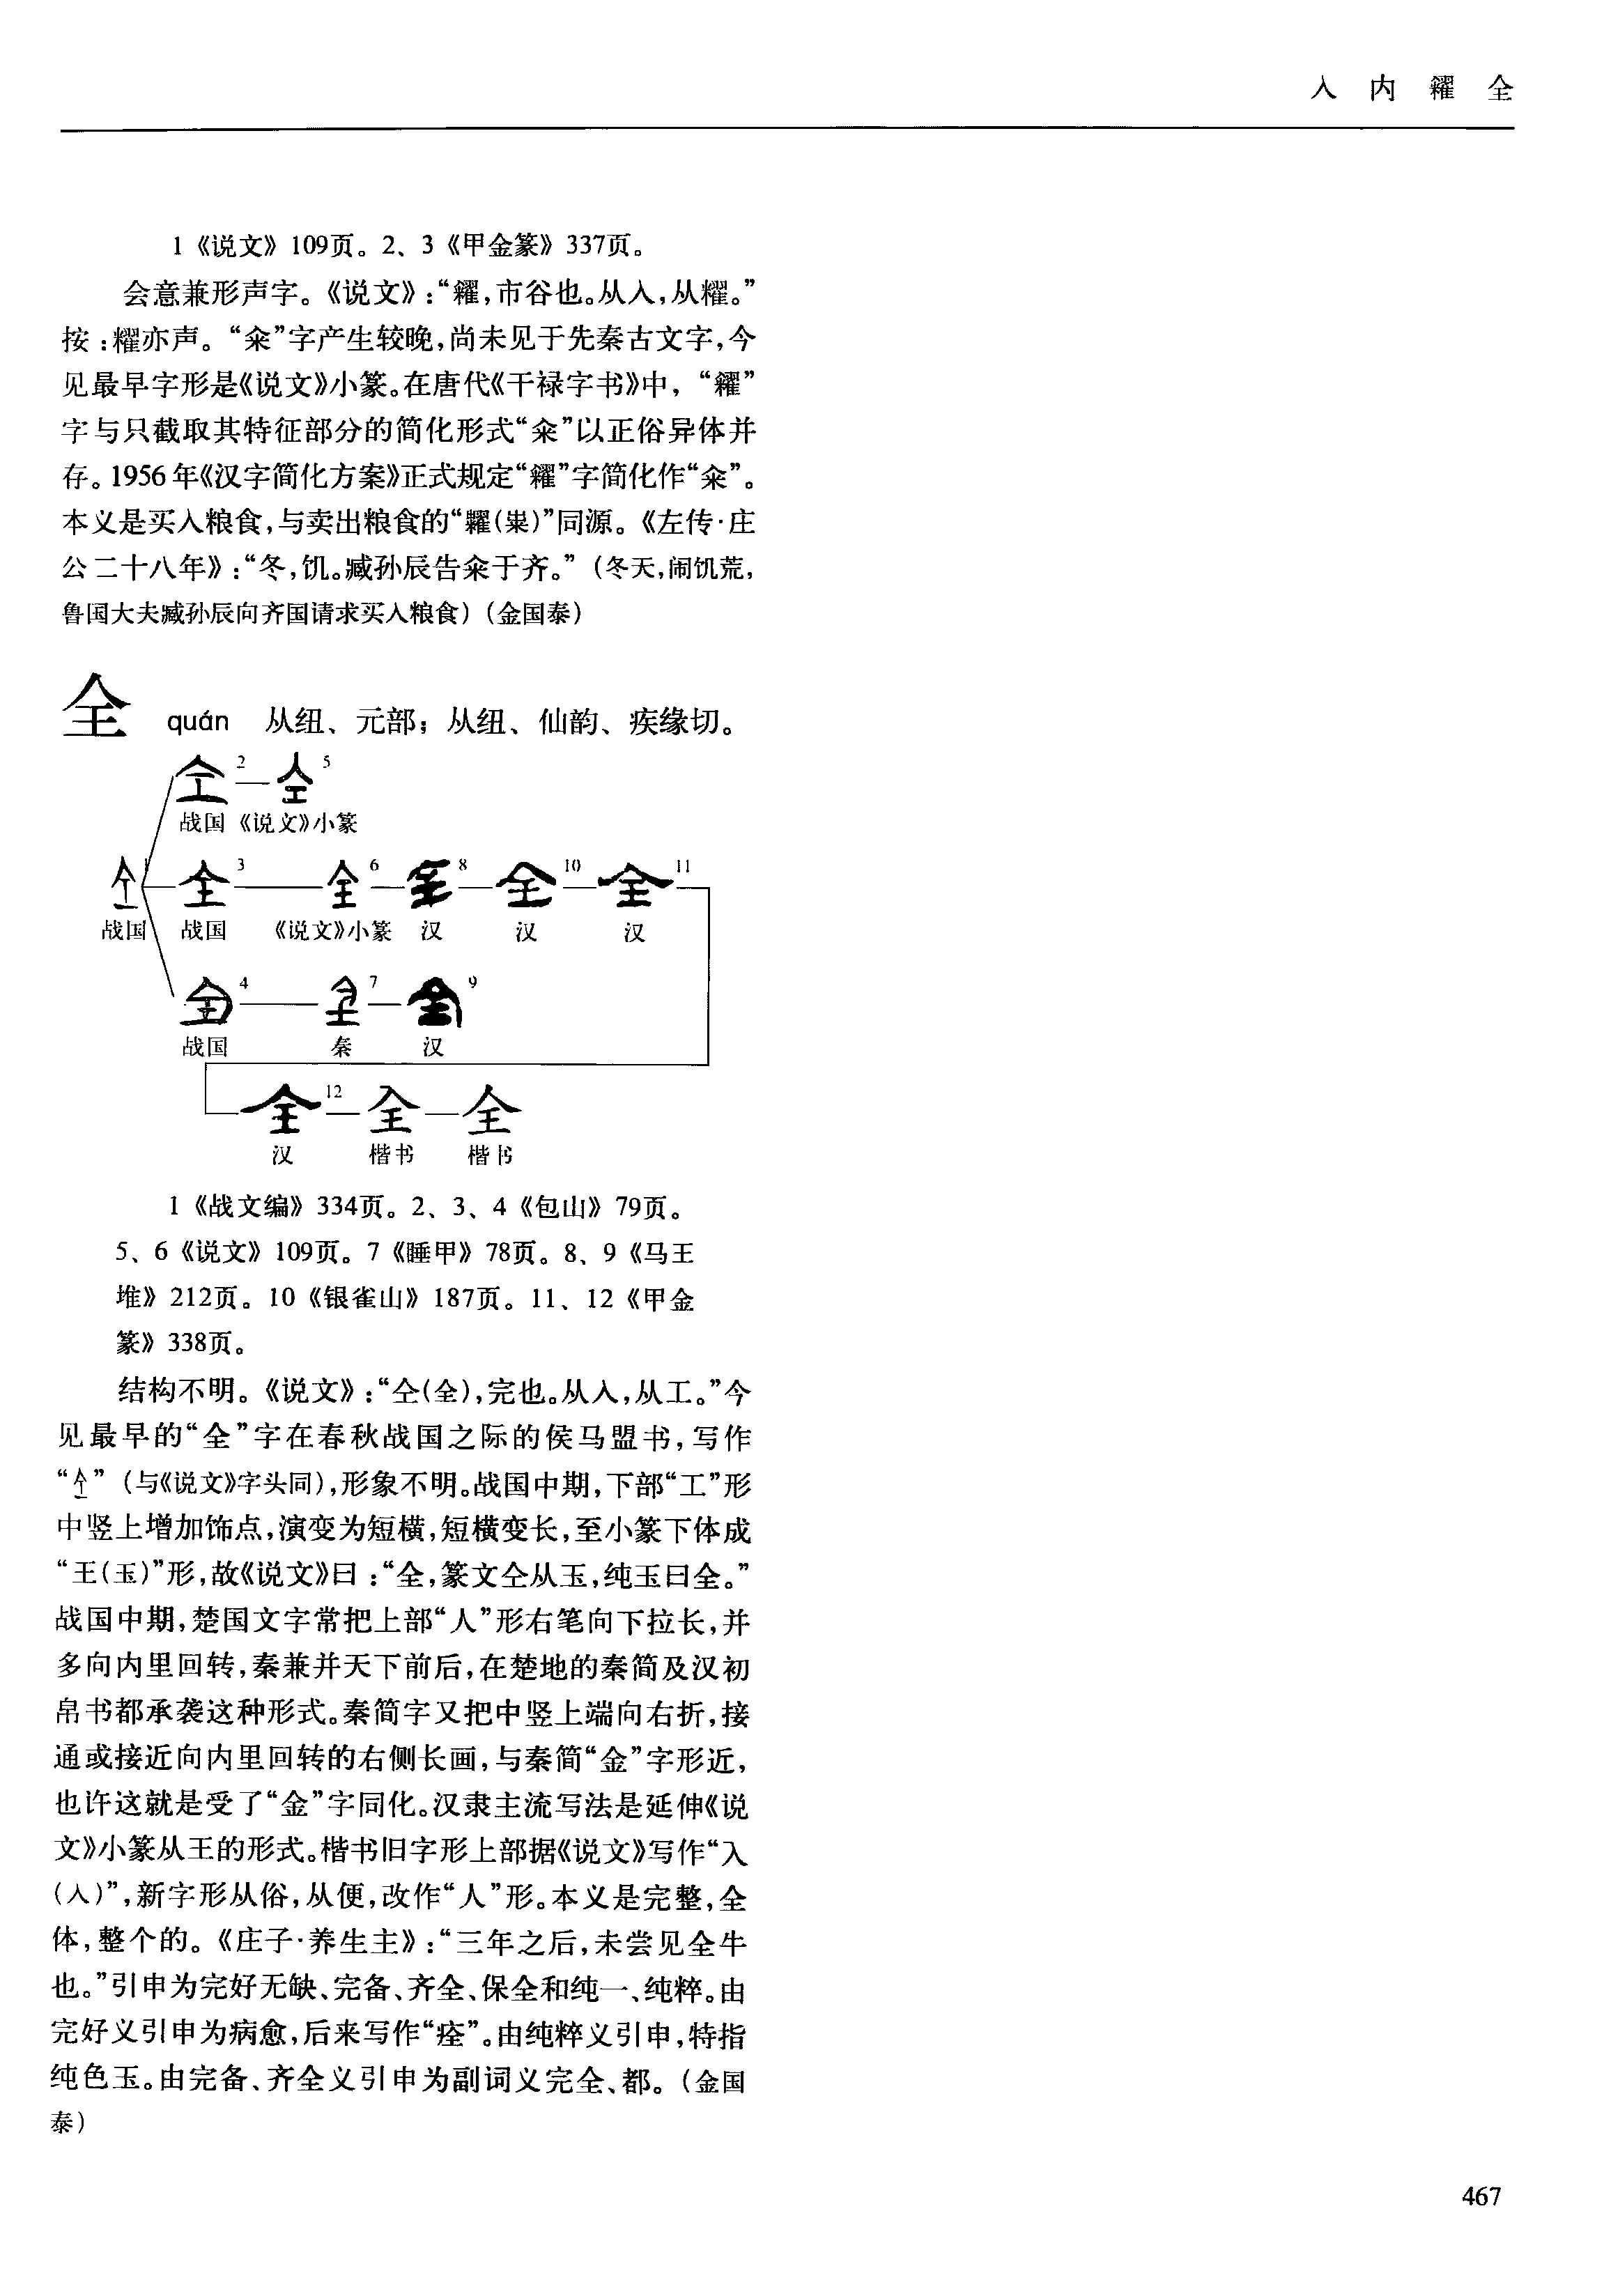 入 内 糴 全
1《说文》109页。2、3《甲金篆》337页。
会意兼形声字。《说文》:“糴,市谷也。从入,从䊮。”
按:䊮亦声。“籴”字产生较晚,尚未见于先秦古文字,今
见最早字形是《说文》小篆。在唐代《干禄字书》中,“糴”
字与只截取其特征部分的简化形式“籴”以正俗异体并
存。1956年《汉字简化方案》正式规定“糴”字简化作“籴”。
本义是买入粮食,与卖出粮食的“糶(粜)”同源。《左传·庄
公二十八年》:“冬,饥。臧孙辰告籴于齐。”(冬天,闹饥荒,
鲁国大夫臧孙辰向齐国请求买入粮食)(金国泰)
全 quán 从纽、元部;从纽、仙韵、疾缘切。
2 5
战国 《说文》小篆
1 3 6 8 10 11
战国 战国 《说文》小篆 汉 汉 汉
4 7 9
战国 秦 汉
12 全 全
汉 楷书 楷书
1《战文编》334页。2、3、4《包山》79页。
5、6《说文》109页。7《睡甲》78页。8、9《马王
堆》212页。10《银雀山》187页。11、12《甲金
篆》338页。
结构不明。《说文》:“仝(全),完也。从入,从工。”今
见最早的“全”字在春秋战国之际的侯马盟书,写作
“仝”(与《说文》字头同),形象不明。战国中期,下部“工”形
中竖上增加饰点,演变为短横,短横变长,至小篆下体成
“王(玉)”形,故《说文》曰:“全,篆文仝从玉,纯玉曰全。”
战国中期,楚国文字常把上部“人”形右笔向下拉长,并
多向内里回转,秦兼并天下前后,在楚地的秦简及汉初
帛书都承袭这种形式。秦简字又把中竖上端向右折,接
通或接近向内里回转的右侧长画,与秦简“金”字形近,
也许这就是受了“金”字同化。汉隶主流写法是延伸《说
文》小篆从王的形式。楷书旧字形上部据《说文》写作“入
(入)”,新字形从俗,从便,改作“人”形。本义是完整,全
体,整个的。《庄子·养生主》:“三年之后,未尝见全牛
也。”引申为完好无缺、完备、齐全、保全和纯一、纯粹。由
完好义引申为病愈,后来写作“痊”。由纯粹义引申,特指
纯色玉。由完备、齐全义引申为副词义完全、都。(金国
泰)
467